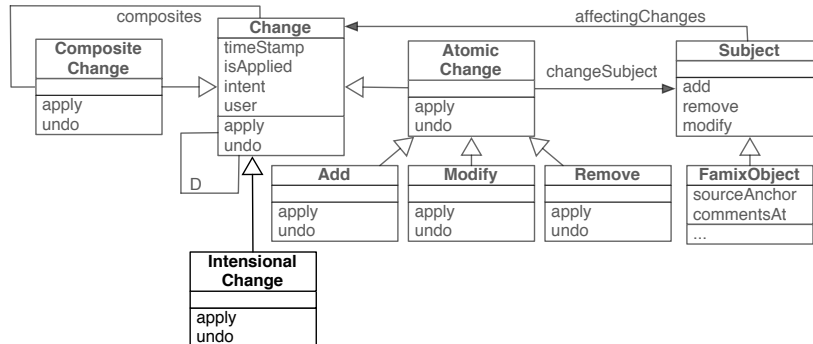 composites
affectingChanges
Change
timeStamp
isApplied
intent
user
apply
undo
Composite
Change
apply
undo
Atomic
Change
apply
undo
changeSubject
Subject
add
remove
modify
D
Add
apply
undo
Modify
apply
undo
Remove
apply
undo
FamixObject
sourceAnchor
commentsAt
...
Intensional
Change
apply
undo